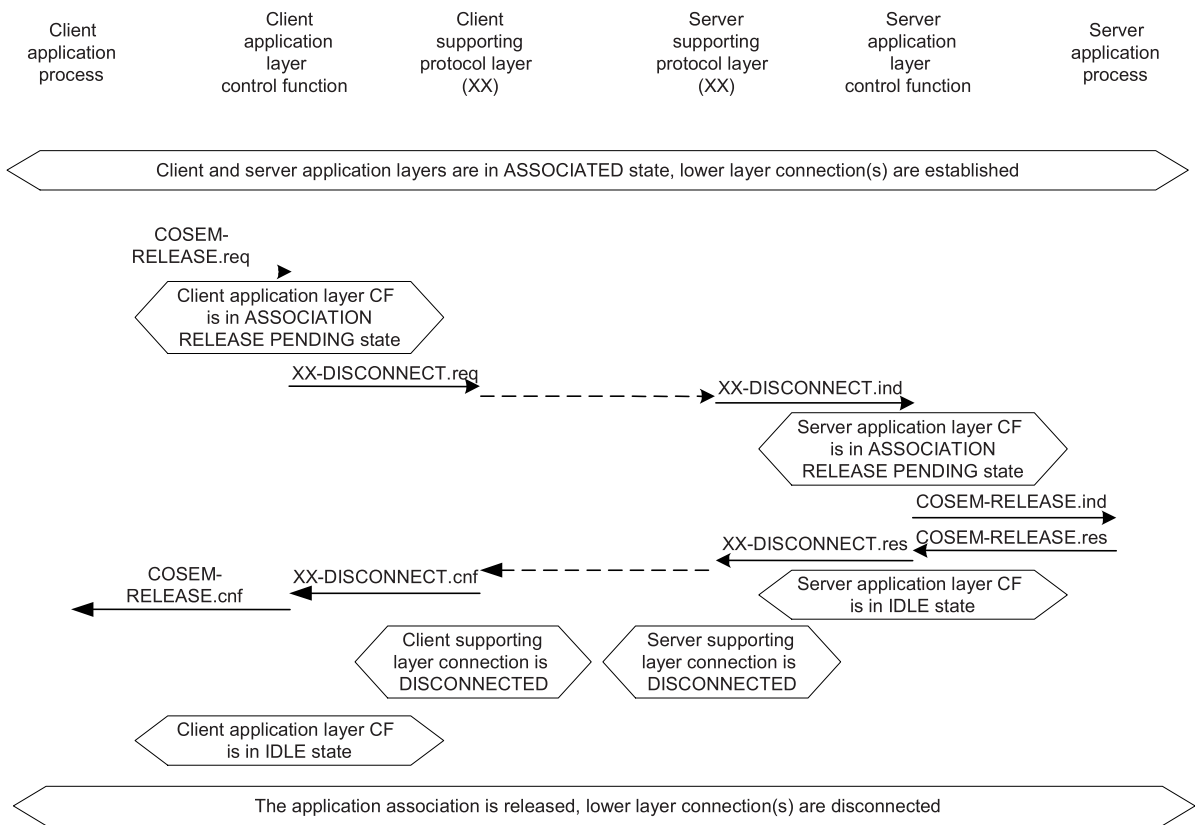 Client
application
process
Client
application
layer
control function
Client
supporting
protocol layer
(XX)
Server
supporting
protocol layer
(XX)
Server
application
layer
control function
Server
application
process
Client and server application layers are in ASSOCIATED state, lower layer connection(s) are established
COSEM-
RELEASE.req
Client application layer CF
is in ASSOCIATION
RELEASE PENDING state
XX-DISCONNECT.req
XX-DISCONNECT.ind
Server application layer CF
is in ASSOCIATION
RELEASE PENDING state
COSEM-RELEASE.ind
COSEM-RELEASE.res
XX-DISCONNECT.res
XX-DISCONNECT.cnf
COSEM-
RELEASE.cnf
Server application layer CF
is in IDLE state
Client supporting
layer connection is
DISCONNECTED
Server supporting
layer connection is
DISCONNECTED
Client application layer CF
is in IDLE state
The application association is released, lower layer connection(s) are disconnected